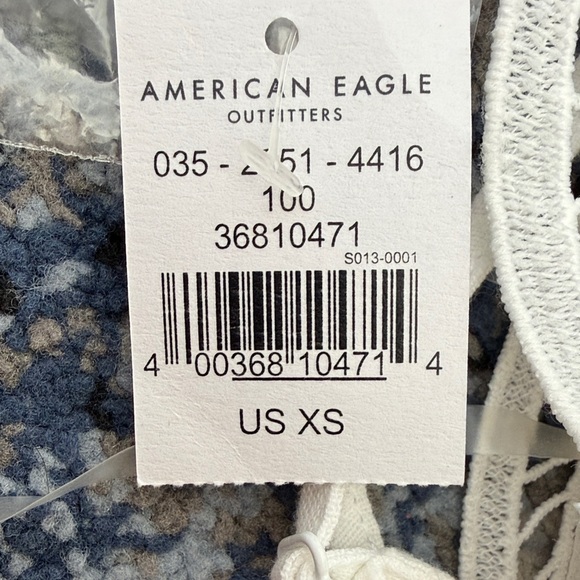 AMERICAN EAGLE
OUTFITTERS
035 - - 4416
100
36810471
S013-0001
4 00368 10471 4
US XS